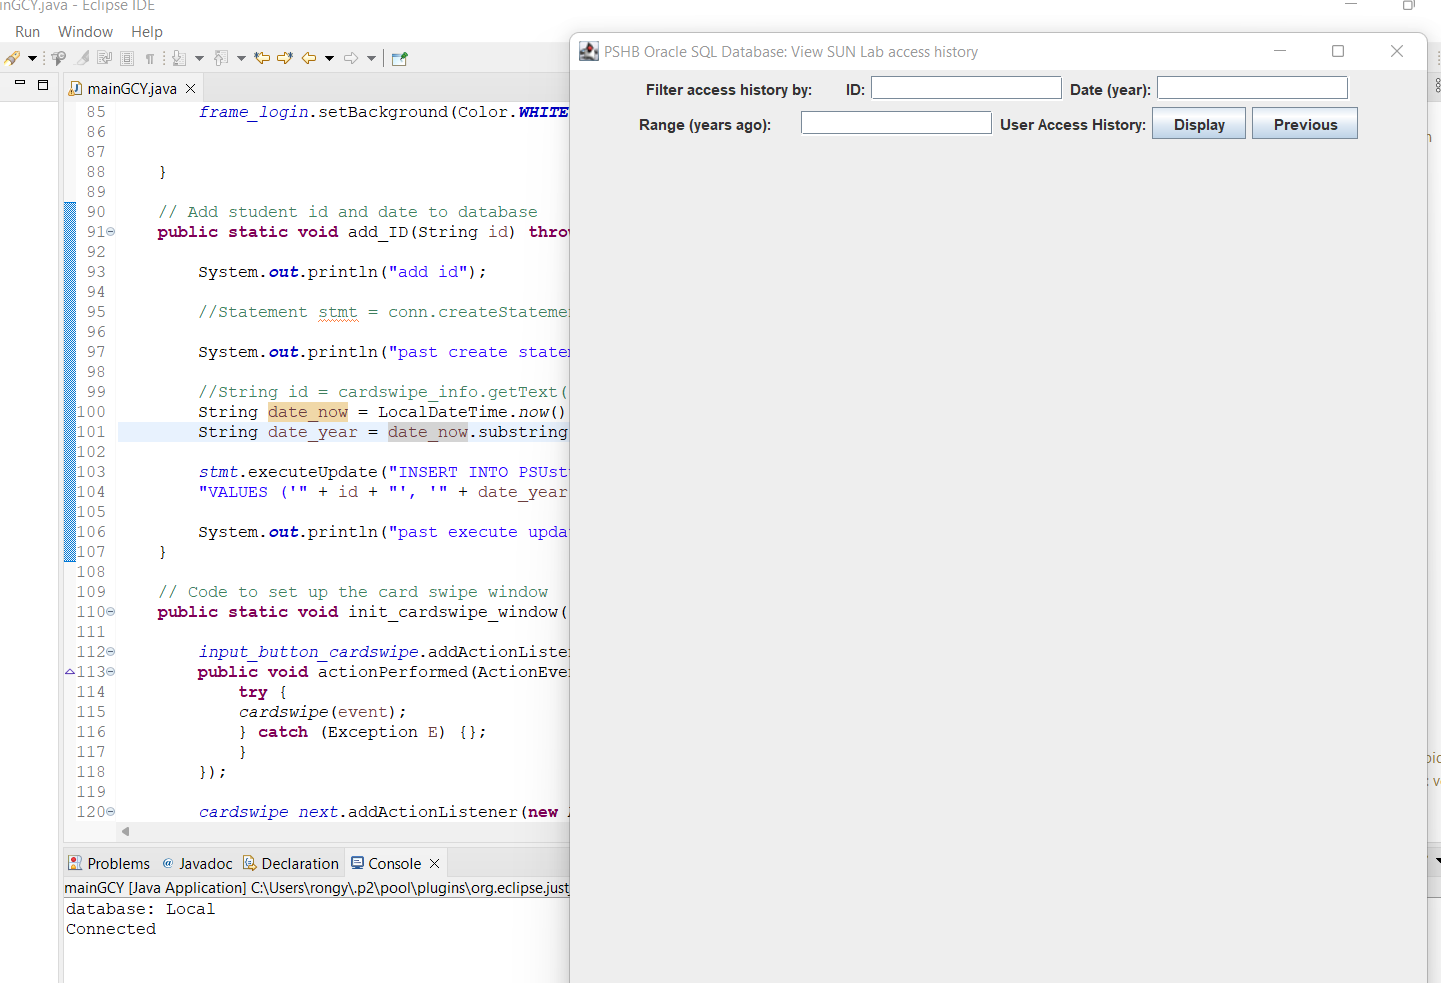 inGCY.java - Eclipse IDE
Run Window Help
mainGCY.java
PSHB Oracle SQL Database: View SUN Lab access history
Filter access history by: ID: Date (year):
Range (years ago): User Access History: Display Previous
85 frame_login.setBackground(Color.WHITE
86
87
88 }
89
90 // Add student id and date to database
91 public static void add_ID(String id) throw
92
93 System.out.println("add id");
94
95 //Statement stmt = conn.createStateme
96
97 System.out.println("past create state
98
99 //String id = cardswipe_info.getText(
100 String date_now = LocalDateTime.now()
101 String date_year = date_now.substring
102
103 stmt.executeUpdate("INSERT INTO PSUst
104 "VALUES ('" + id + "', '" + date_year
105
106 System.out.println("past execute upda
107 }
108
109 // Code to set up the card swipe window
110 public static void init_cardswipe_window(
111
112 input_button_cardswipe.addActionListe
113 public void actionPerformed(ActionEve
114 try {
115 cardswipe(event);
116 } catch (Exception E) {};
117 }
118 });
119
120 cardswipe_next.addActionListener(new
Problems Javadoc Declaration Console
mainGCY [Java Application] C:\Users\rongy\.p2\pool\plugins\org.eclipse.just
database: Local
Connected